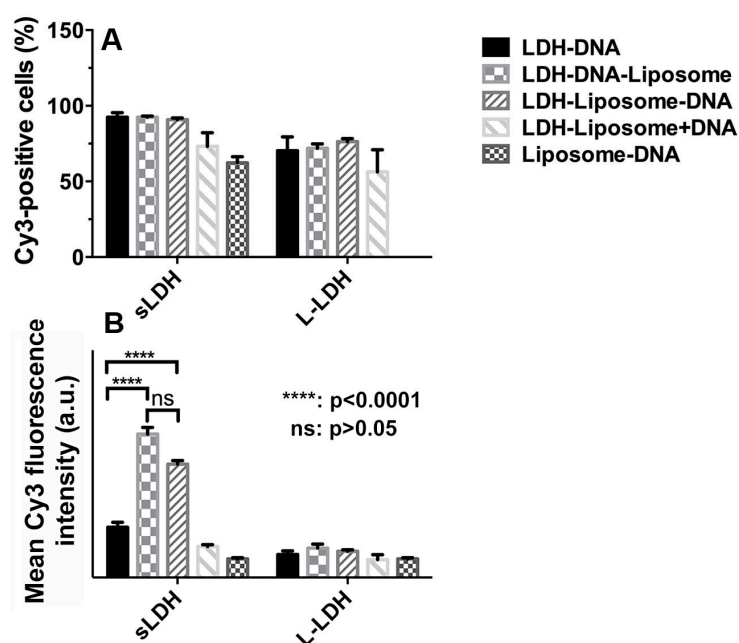 A
Cy3-positive cells (%)
150
100
50
0
sLDH
L-LDH
LDH-DNA
LDH-DNA-Liposome
LDH-Liposome-DNA
LDH-Liposome+DNA
Liposome-DNA
B
Mean Cy3 fluorescence
intensity (a.u.)
****
****
ns
****: p<0.0001
ns: p>0.05
sLDH
L-LDH